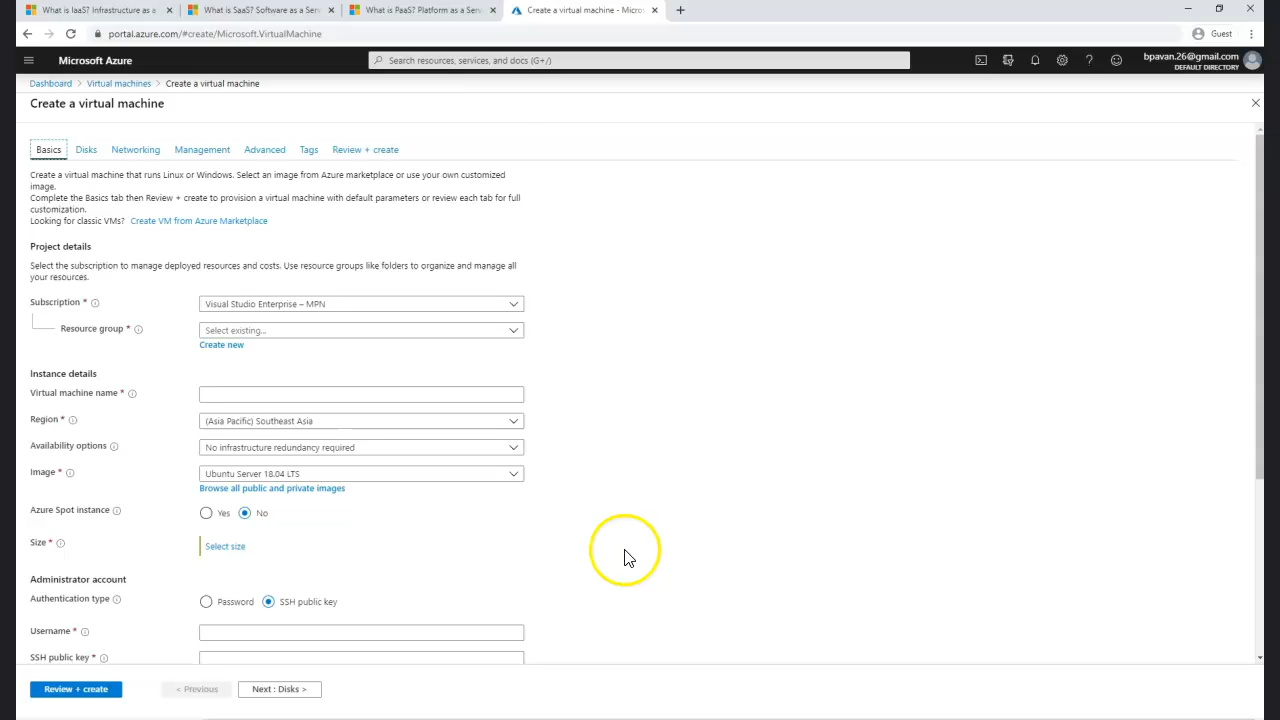 What is IaaS? Infrastructure as a
What is SaaS? Software as a Serv
What is PaaS? Platform as a Servi
Create a virtual machine - Micros
portal.azure.com/#create/Microsoft.VirtualMachine
Guest
Microsoft Azure
Search resources, services, and docs (G+/)
bpavan.26@gmail.com
DEFAULT DIRECTORY
Dashboard > Virtual machines > Create a virtual machine
Create a virtual machine
Basics Disks Networking Management Advanced Tags Review + create
Create a virtual machine that runs Linux or Windows. Select an image from Azure marketplace or use your own customized
image.
Complete the Basics tab then Review + create to provision a virtual machine with default parameters or review each tab for full
customization.
Looking for classic VMs? Create VM from Azure Marketplace
Project details
Select the subscription to manage deployed resources and costs. Use resource groups like folders to organize and manage all
your resources.
Subscription * Visual Studio Enterprise – MPN
Resource group * Select existing...
Create new
Instance details
Virtual machine name *
Region * (Asia Pacific) Southeast Asia
Availability options No infrastructure redundancy required
Image * Ubuntu Server 18.04 LTS
Browse all public and private images
Azure Spot instance Yes No
Size * Select size
Administrator account
Authentication type Password SSH public key
Username *
SSH public key *
Review + create < Previous Next : Disks >